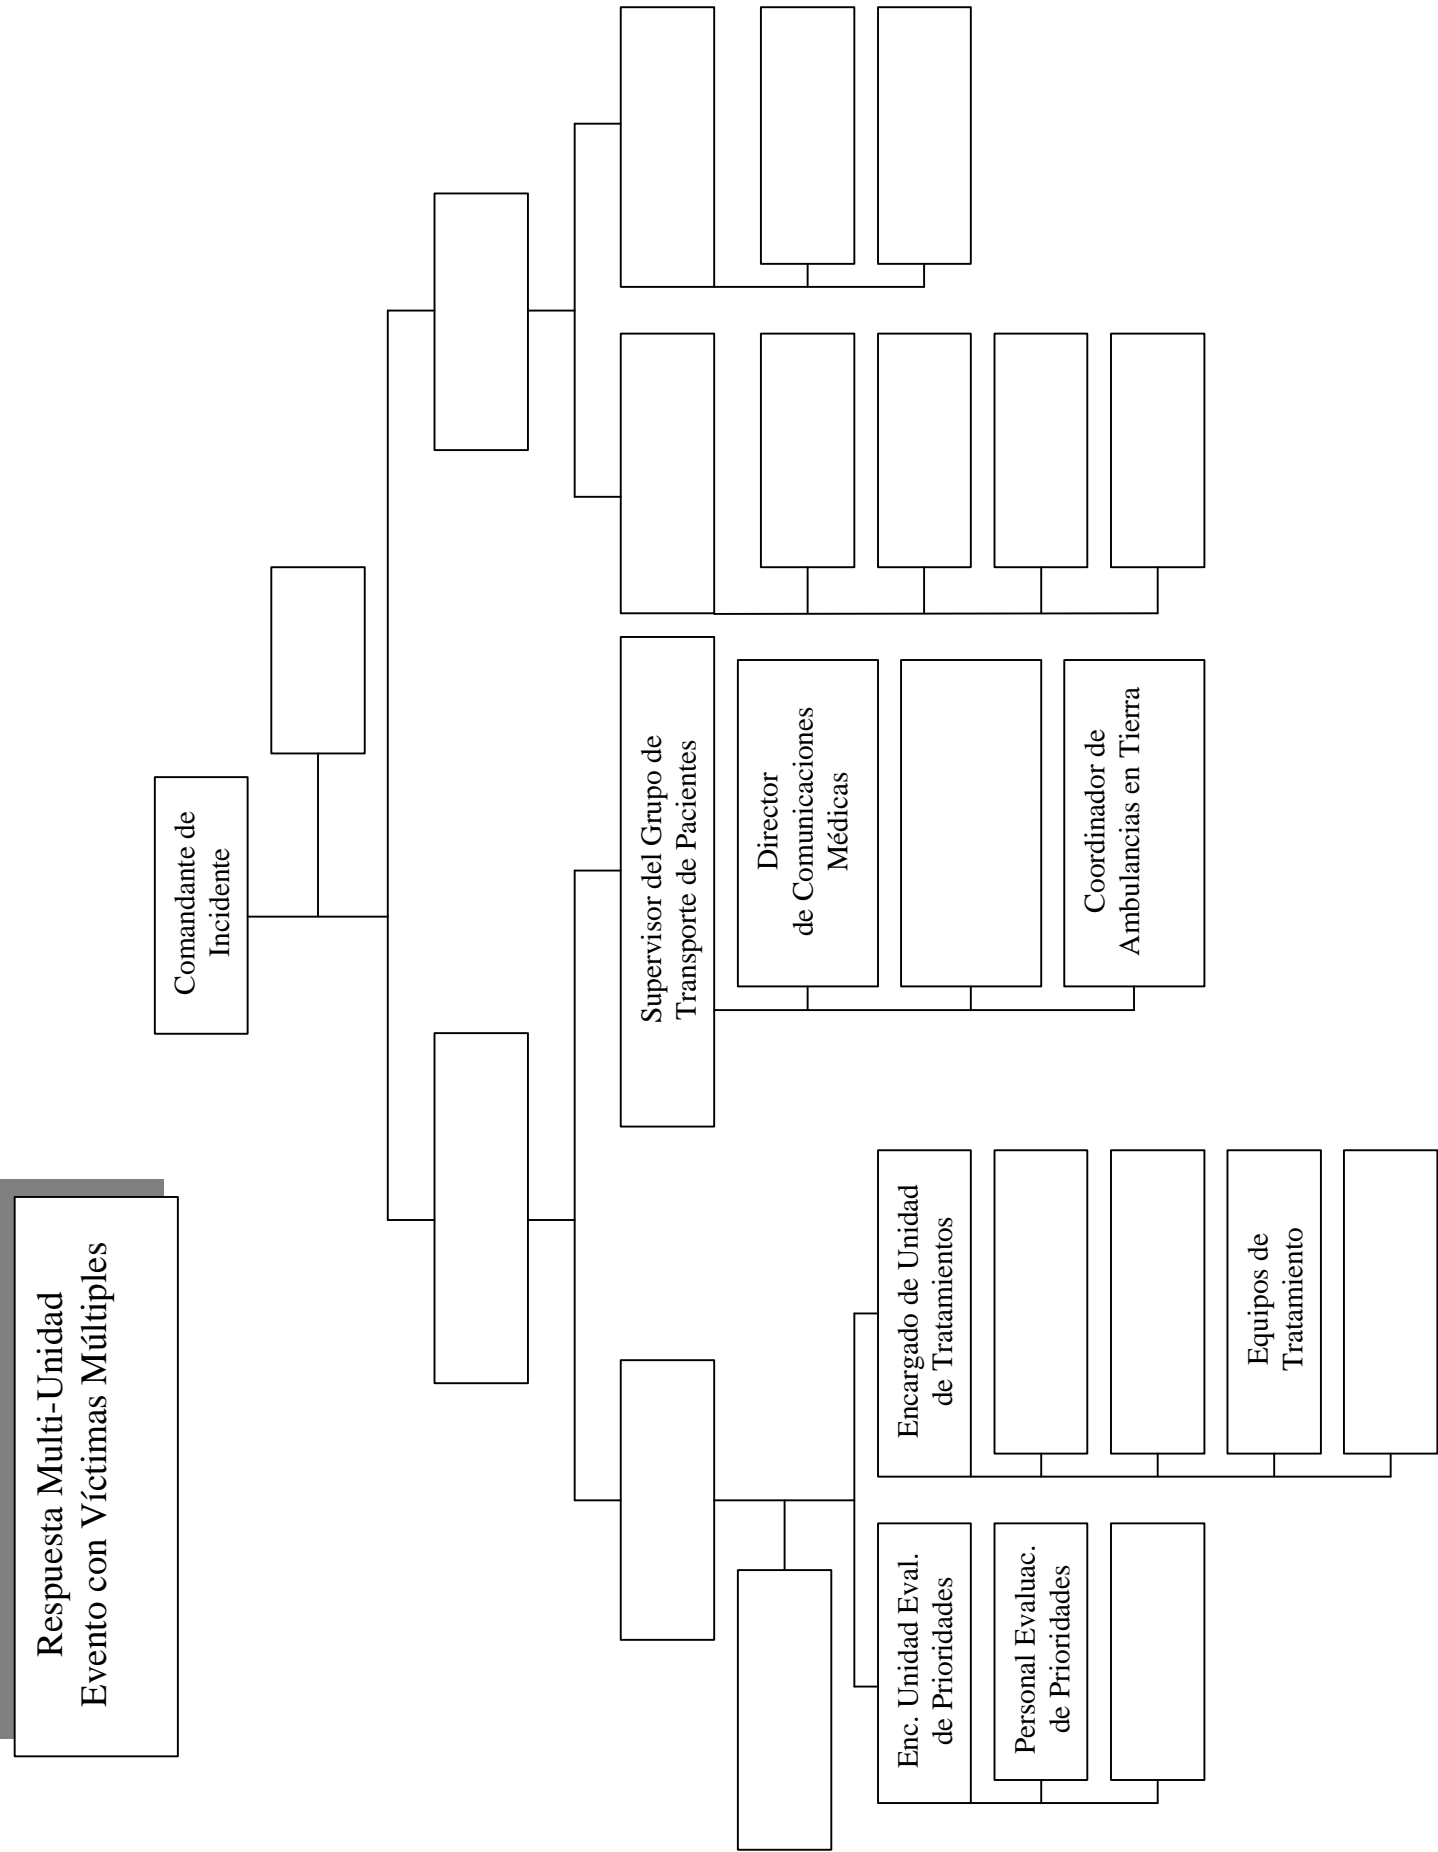 Respuesta Multi-Unidad
Evento con Víctimas Múltiples
Comandante de
Incidente
Supervisor del Grupo de
Transporte de Pacientes
Director
de Comunicaciones
Médicas
Coordinador de
Ambulancias en Tierra
Enc. Unidad Eval.
de Prioridades
Personal Evaluac.
de Prioridades
Encargado de Unidad
de Tratamientos
Equipos de
Tratamiento